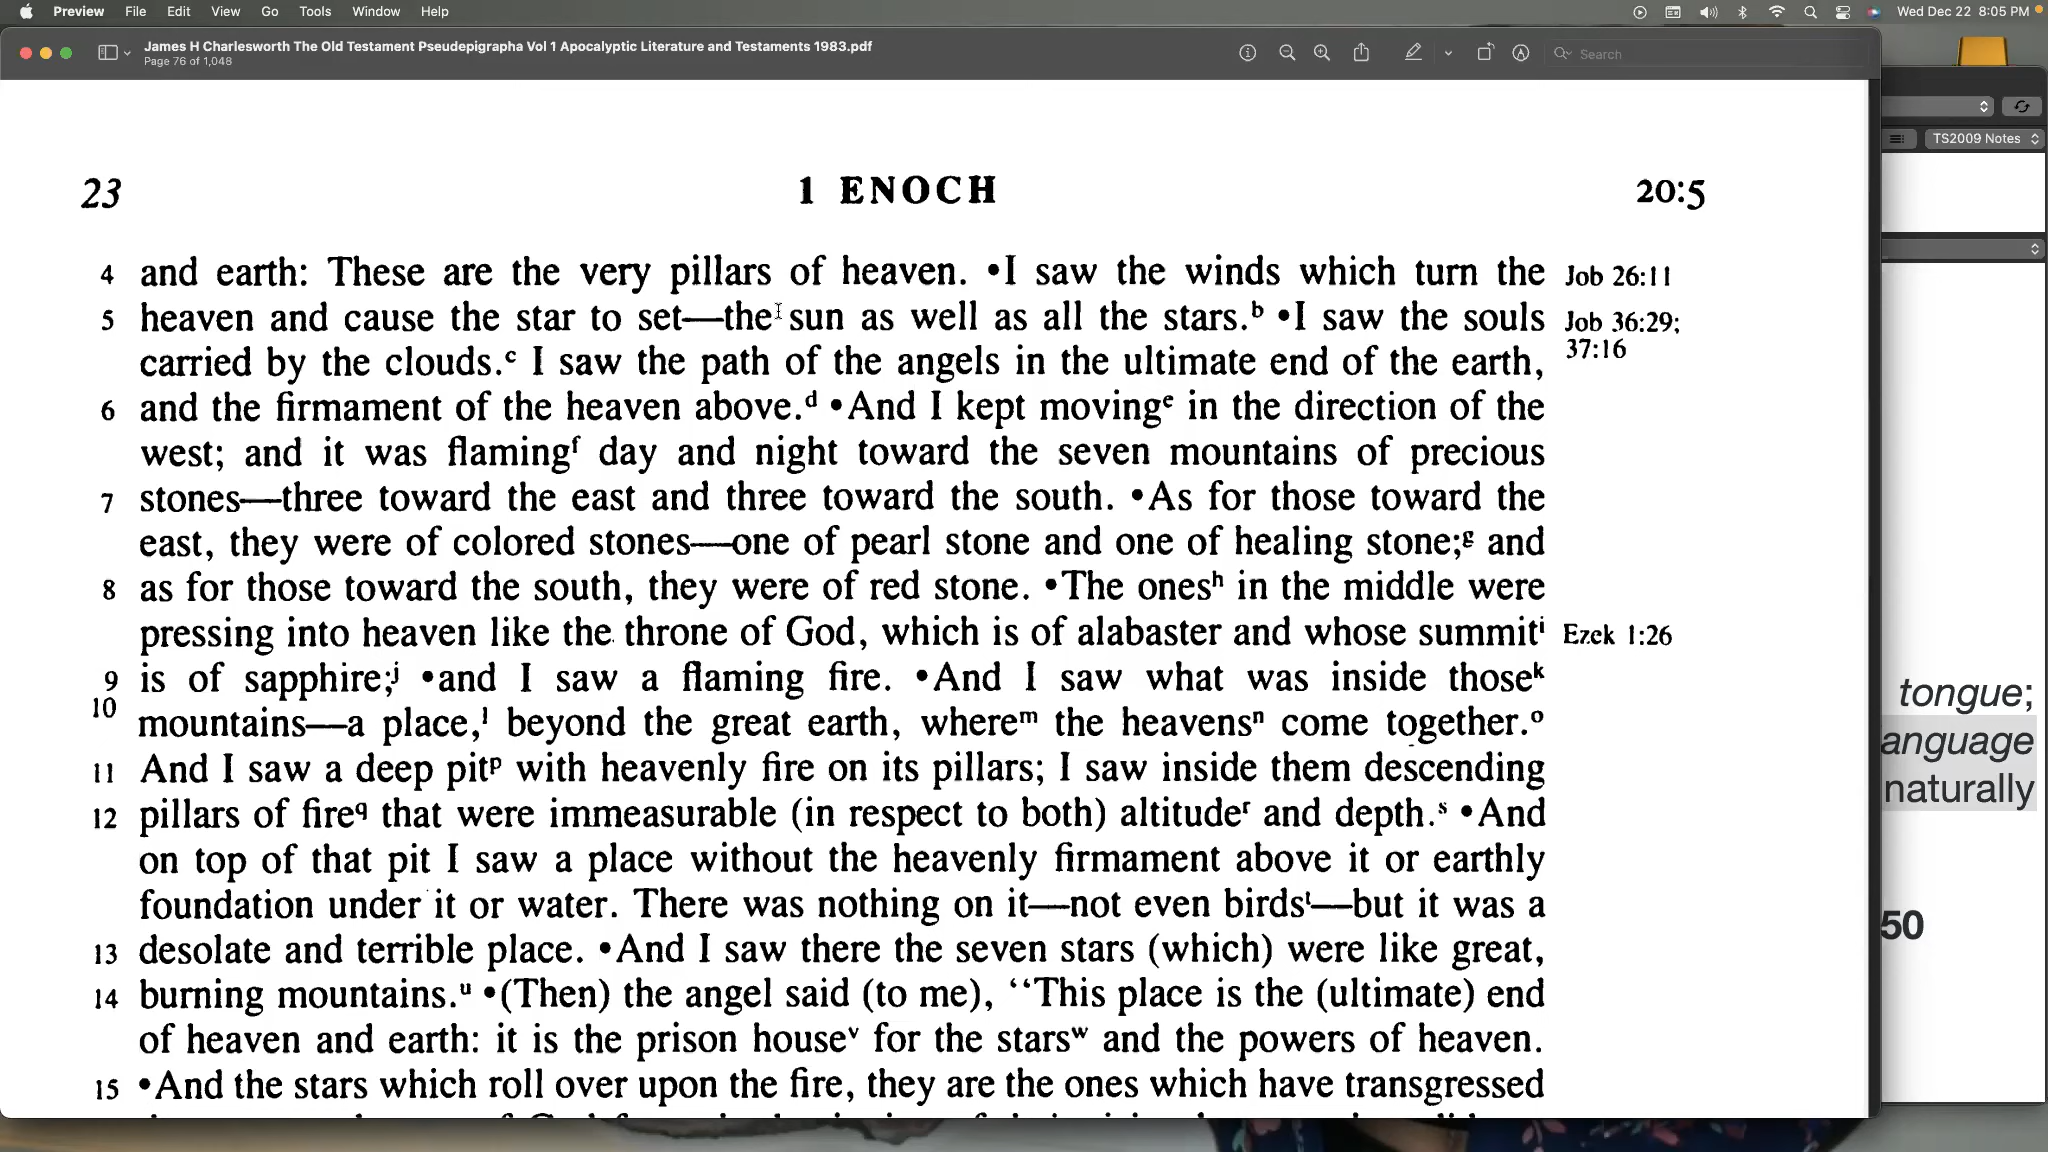 Preview File Edit View Go Tools Window Help
Wed Dec 22 8:05 PM
James H Charlesworth The Old Testament Pseudepigrapha Vol 1 Apocalyptic Literature and Testaments 1983.pdf
Page 76 of 1,048
Search
TS2009 Notes
23 1 ENOCH 20:5
4 and earth: These are the very pillars of heaven. •I saw the winds which turn the Job 26:11
5 heaven and cause the star to set—the sun as well as all the stars.b •I saw the souls Job 36:29;
37:16
carried by the clouds.c I saw the path of the angels in the ultimate end of the earth,
6 and the firmament of the heaven above.d •And I kept movinge in the direction of the
west; and it was flamingf day and night toward the seven mountains of precious
7 stones—three toward the east and three toward the south. •As for those toward the
east, they were of colored stones—one of pearl stone and one of healing stone;g and
8 as for those toward the south, they were of red stone. •The onesh in the middle were
pressing into heaven like the throne of God, which is of alabaster and whose summiti Ezek 1:26
9 is of sapphire;j •and I saw a flaming fire. •And I saw what was inside thosek
10 mountains—a place,l beyond the great earth, wherem the heavensn come together.o
11 And I saw a deep pitp with heavenly fire on its pillars; I saw inside them descending
12 pillars of fireq that were immeasurable (in respect to both) altituder and depth.s •And
on top of that pit I saw a place without the heavenly firmament above it or earthly
foundation under it or water. There was nothing on it—not even birdst—but it was a
13 desolate and terrible place. •And I saw there the seven stars (which) were like great,
14 burning mountains.u •(Then) the angel said (to me), ‘‘This place is the (ultimate) end
of heaven and earth: it is the prison housev for the starsw and the powers of heaven.
15 •And the stars which roll over upon the fire, they are the ones which have transgressed
tongue;
anguage
naturally
50